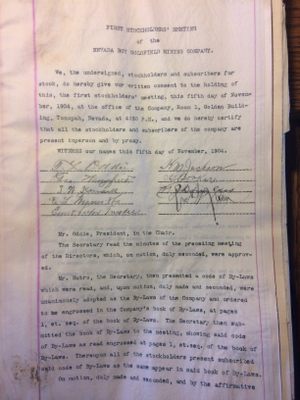 FIRST STOCKHOLDERS' MEETING
of the
NEVADA BOY GOLDFIELD MINING COMPANY.
We, the undersigned, stockholders and subscribers for
stock, do hereby give our written consent to the holding of
this, the first stockholders' meeting, this fifth day of Novem-
ber, 1904, at the office of the Company, Room 1, Golden Build-
ing, Tonopah, Nevada, at 4:30 P.M., and we do hereby certify
that all the stockholders and subscribers of the company are
present inperson and by proxy.
WITNESS our names this fifth day of November, 1904.
Mr. Oddie, President, in the Chair.
The Secretary read the minutes of the preceding meeting
of the Directors, which, on motion, duly seconded, were approv-
ed.
the Secretary, then presented a code of By-Laws
which were read, and, upon motion, duly made and seconded, were
unanimously adopted as the By-Laws of the Company and ordered
to be engrossed in the Company's book of By-Laws, at pages
1, et. seq. of the book of By-Laws. The Secretary then sub-
mitted the book of By-Laws to the meeting, showing said code
of By-Laws as read engrossed at pages 1, et.seq. of the book of
By-Laws. Thereupon all of the stockholders present subscribed
said code of By-Laws as the same appear in said book of By-Laws.
On motion, duly made and seconded, and by the affirmative